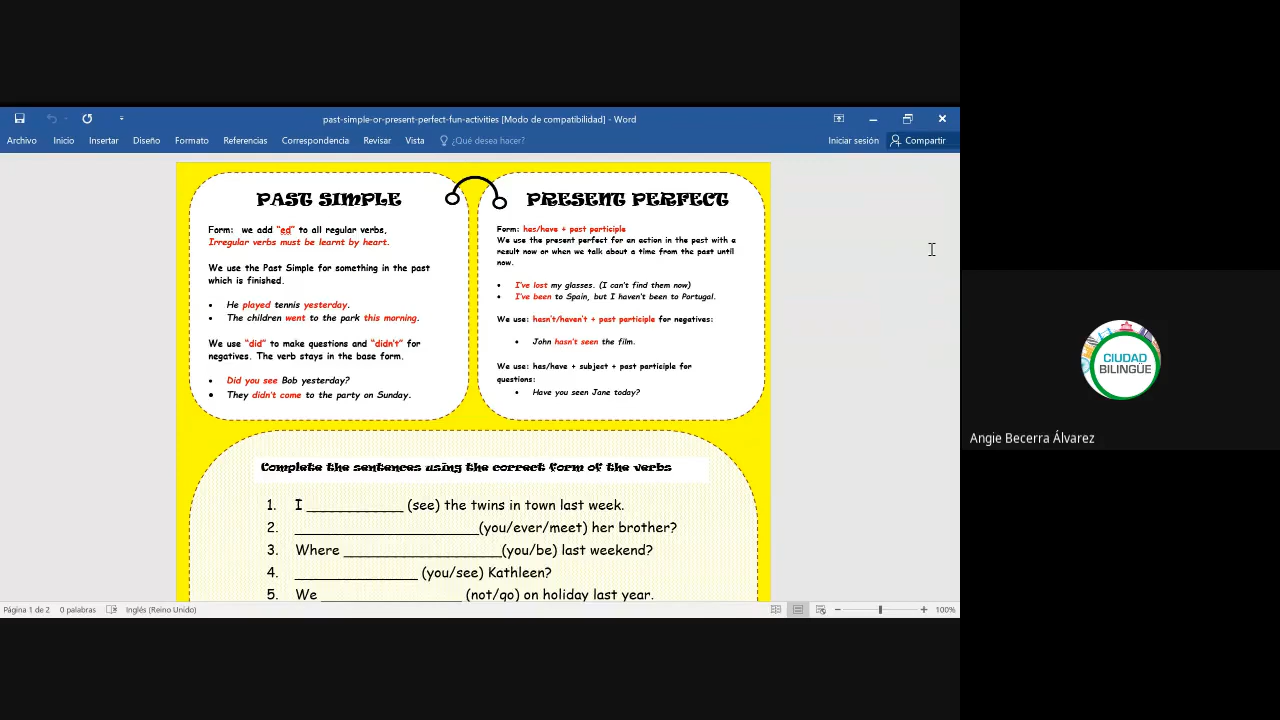 past-simple-or-present-perfect-fun-activities [Modo de compatibilidad] - Word
Archivo Inicio Insertar Diseño Formato Referencias Correspondencia Revisar Vista ¿Qué desea hacer? Iniciar sesión Compartir
PAST SIMPLE
Form: we add "ed" to all regular verbs,
Irregular verbs must be learnt by heart.
We use the Past Simple for something in the past
which is finished.
• He played tennis yesterday.
• The children went to the park this morning.
We use "did" to make questions and "didn't" for
negatives. The verb stays in the base form.
• Did you see Bob yesterday?
• They didn't come to the party on Sunday.
PRESENT PERFECT
Form: has/have + past participle
We use the present perfect for an action in the past with a
result now or when we talk about a time from the past until
now.
• I've lost my glasses. (I can't find them now)
• I've been to Spain, but I haven't been to Portugal.
We use: hasn't/haven't + past participle for negatives:
• John hasn't seen the film.
We use: has/have + subject + past participle for
questions:
• Have you seen Jane today?
Complete the sentences using the correct form of the verbs
1. I ___________ (see) the twins in town last week.
2. _____________________(you/ever/meet) her brother?
3. Where __________________(you/be) last weekend?
4. ______________ (you/see) Kathleen?
5. We ________________ (not/go) on holiday last year.
Página 1 de 2 0 palabras Inglés (Reino Unido) 100%
CIUDAD
BILINGÜE
Angie Becerra Álvarez